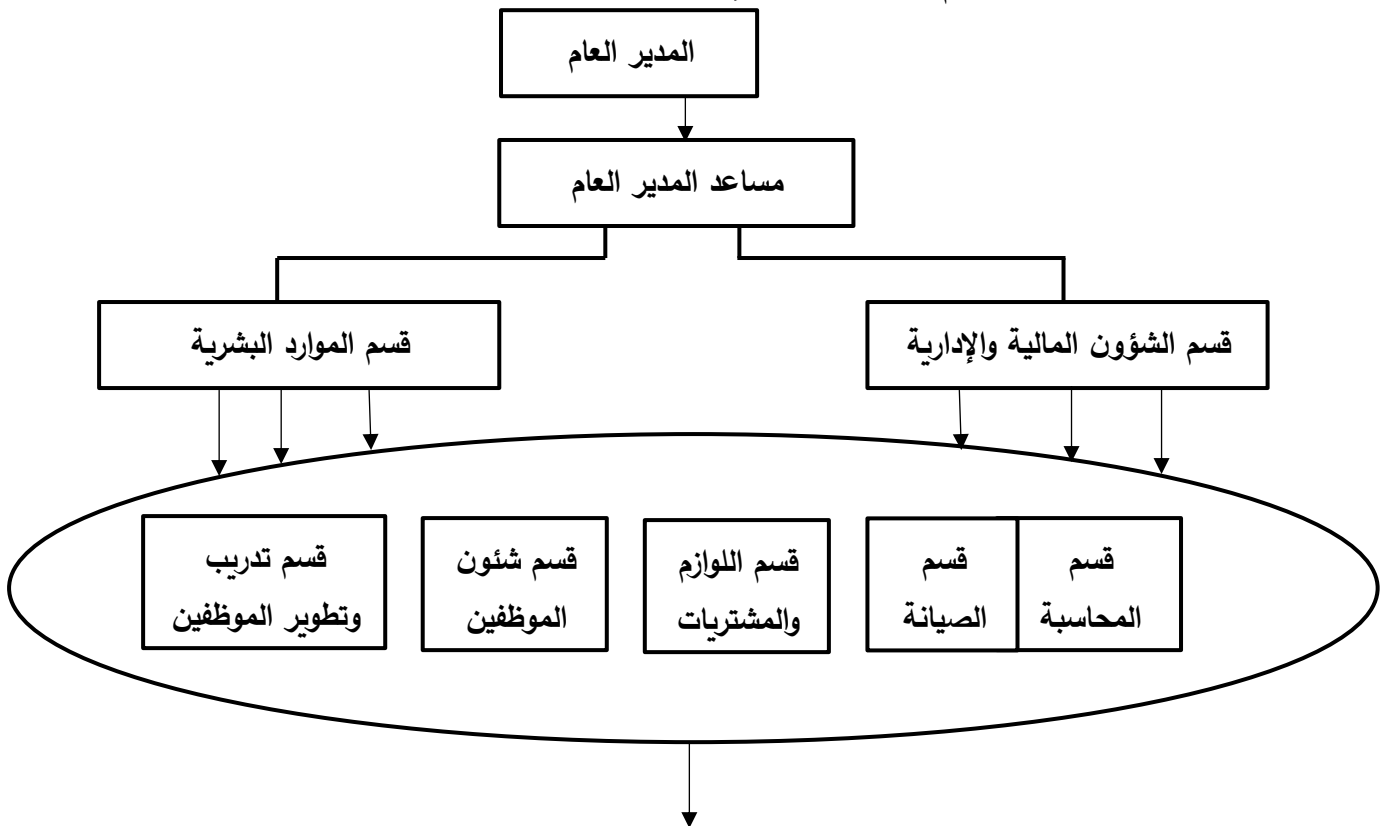 المدير العام
مساعد المدير العام
قسم الشؤون المالية والإدارية
قسم الموارد البشرية
قسم
المحاسبة
قسم
الصيانة
قسم اللوازم
والمشتريات
قسم شئون
الموظفين
قسم تدريب
وتطوير الموظفين